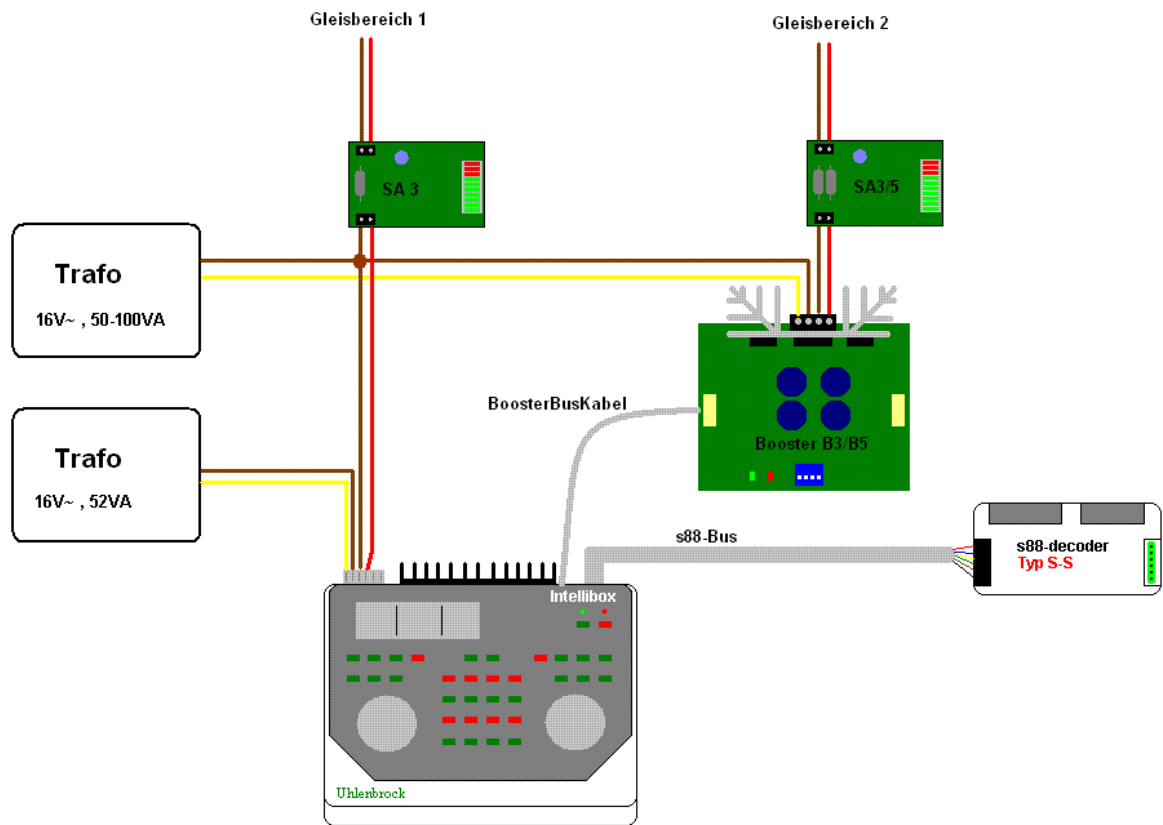 Gleisbereich 1
Gleisbereich 2
SA 3
SA3/5
Trafo
16V~ , 50-100VA
BoosterBusKabel
Booster B3/B5
Trafo
16V~ , 52VA
s88-Bus
s88-decoder
Typ S-S
Intellibox
Uhlenbrock